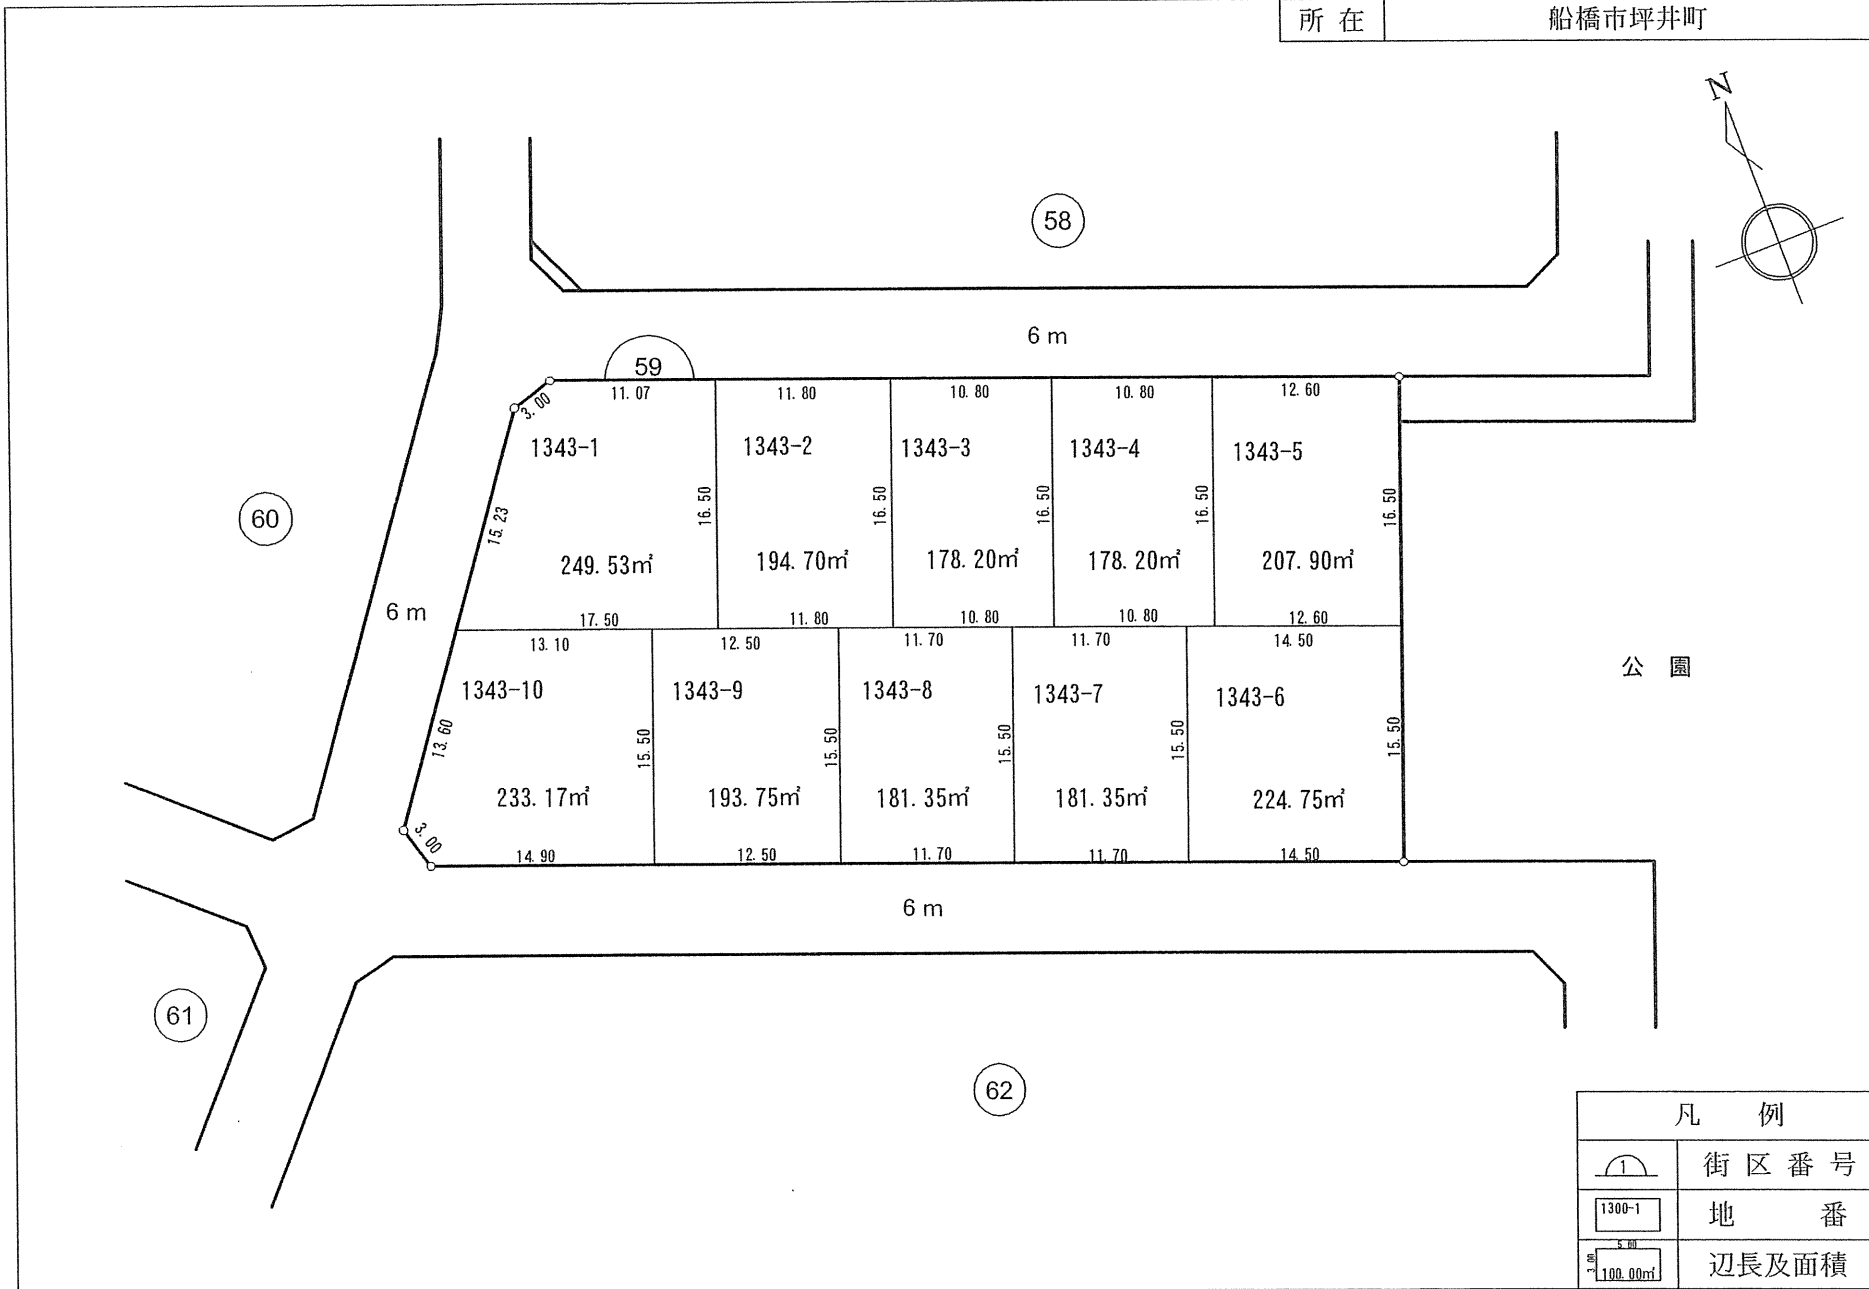 所在 船橋市坪井町
N
58
6 m
59
11.07 11.80 10.80 10.80 12.60
3.00
1343-1 1343-2 1343-3 1343-4 1343-5
60
15.23 16.50 16.50 16.50 16.50 16.50
249.53㎡ 194.70㎡ 178.20㎡ 178.20㎡ 207.90㎡
6 m
17.50 11.80 10.80 10.80 12.60
13.10 12.50 11.70 11.70 14.50
公園
1343-10 1343-9 1343-8 1343-7 1343-6
13.60 15.50 15.50 15.50 15.50 15.50
233.17㎡ 193.75㎡ 181.35㎡ 181.35㎡ 224.75㎡
3.00
14.90 12.50 11.70 11.70 14.50
6 m
61
62
凡例
1 街区番号
1300-1 地番
5.00
3.00 100.00㎡ 辺長及面積